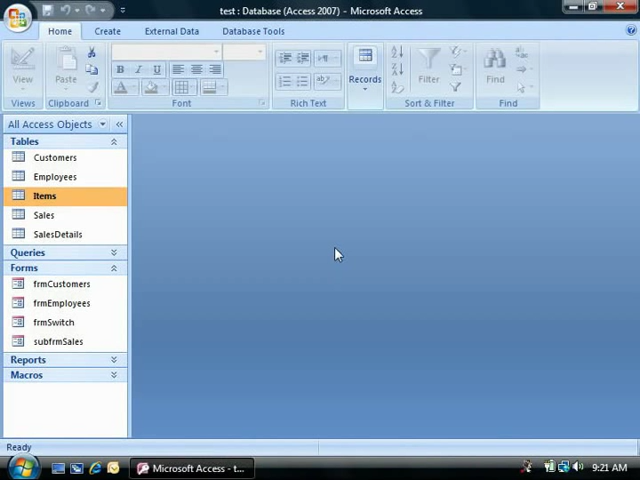 test : Database (Access 2007) - Microsoft Access
Home Create External Data Database Tools
View Paste Records Filter Find
B I U
Views Clipboard Font Rich Text Sort & Filter Find
All Access Objects
Tables
Customers
Employees
Items
Sales
SalesDetails
Queries
Forms
frmCustomers
frmEmployees
frmSwitch
subfrmSales
Reports
Macros
Ready
Microsoft Access - t...
9:21 AM